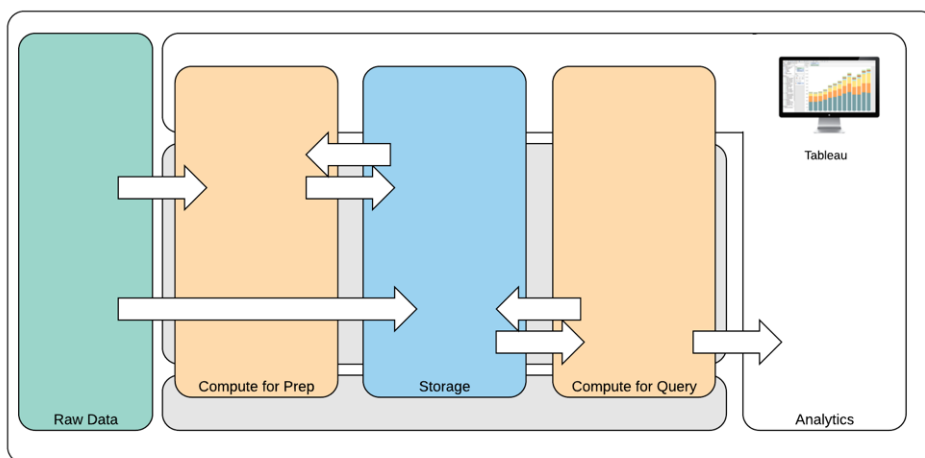 Tableau
Compute for Prep
Storage
Compute for Query
Raw Data
Analytics